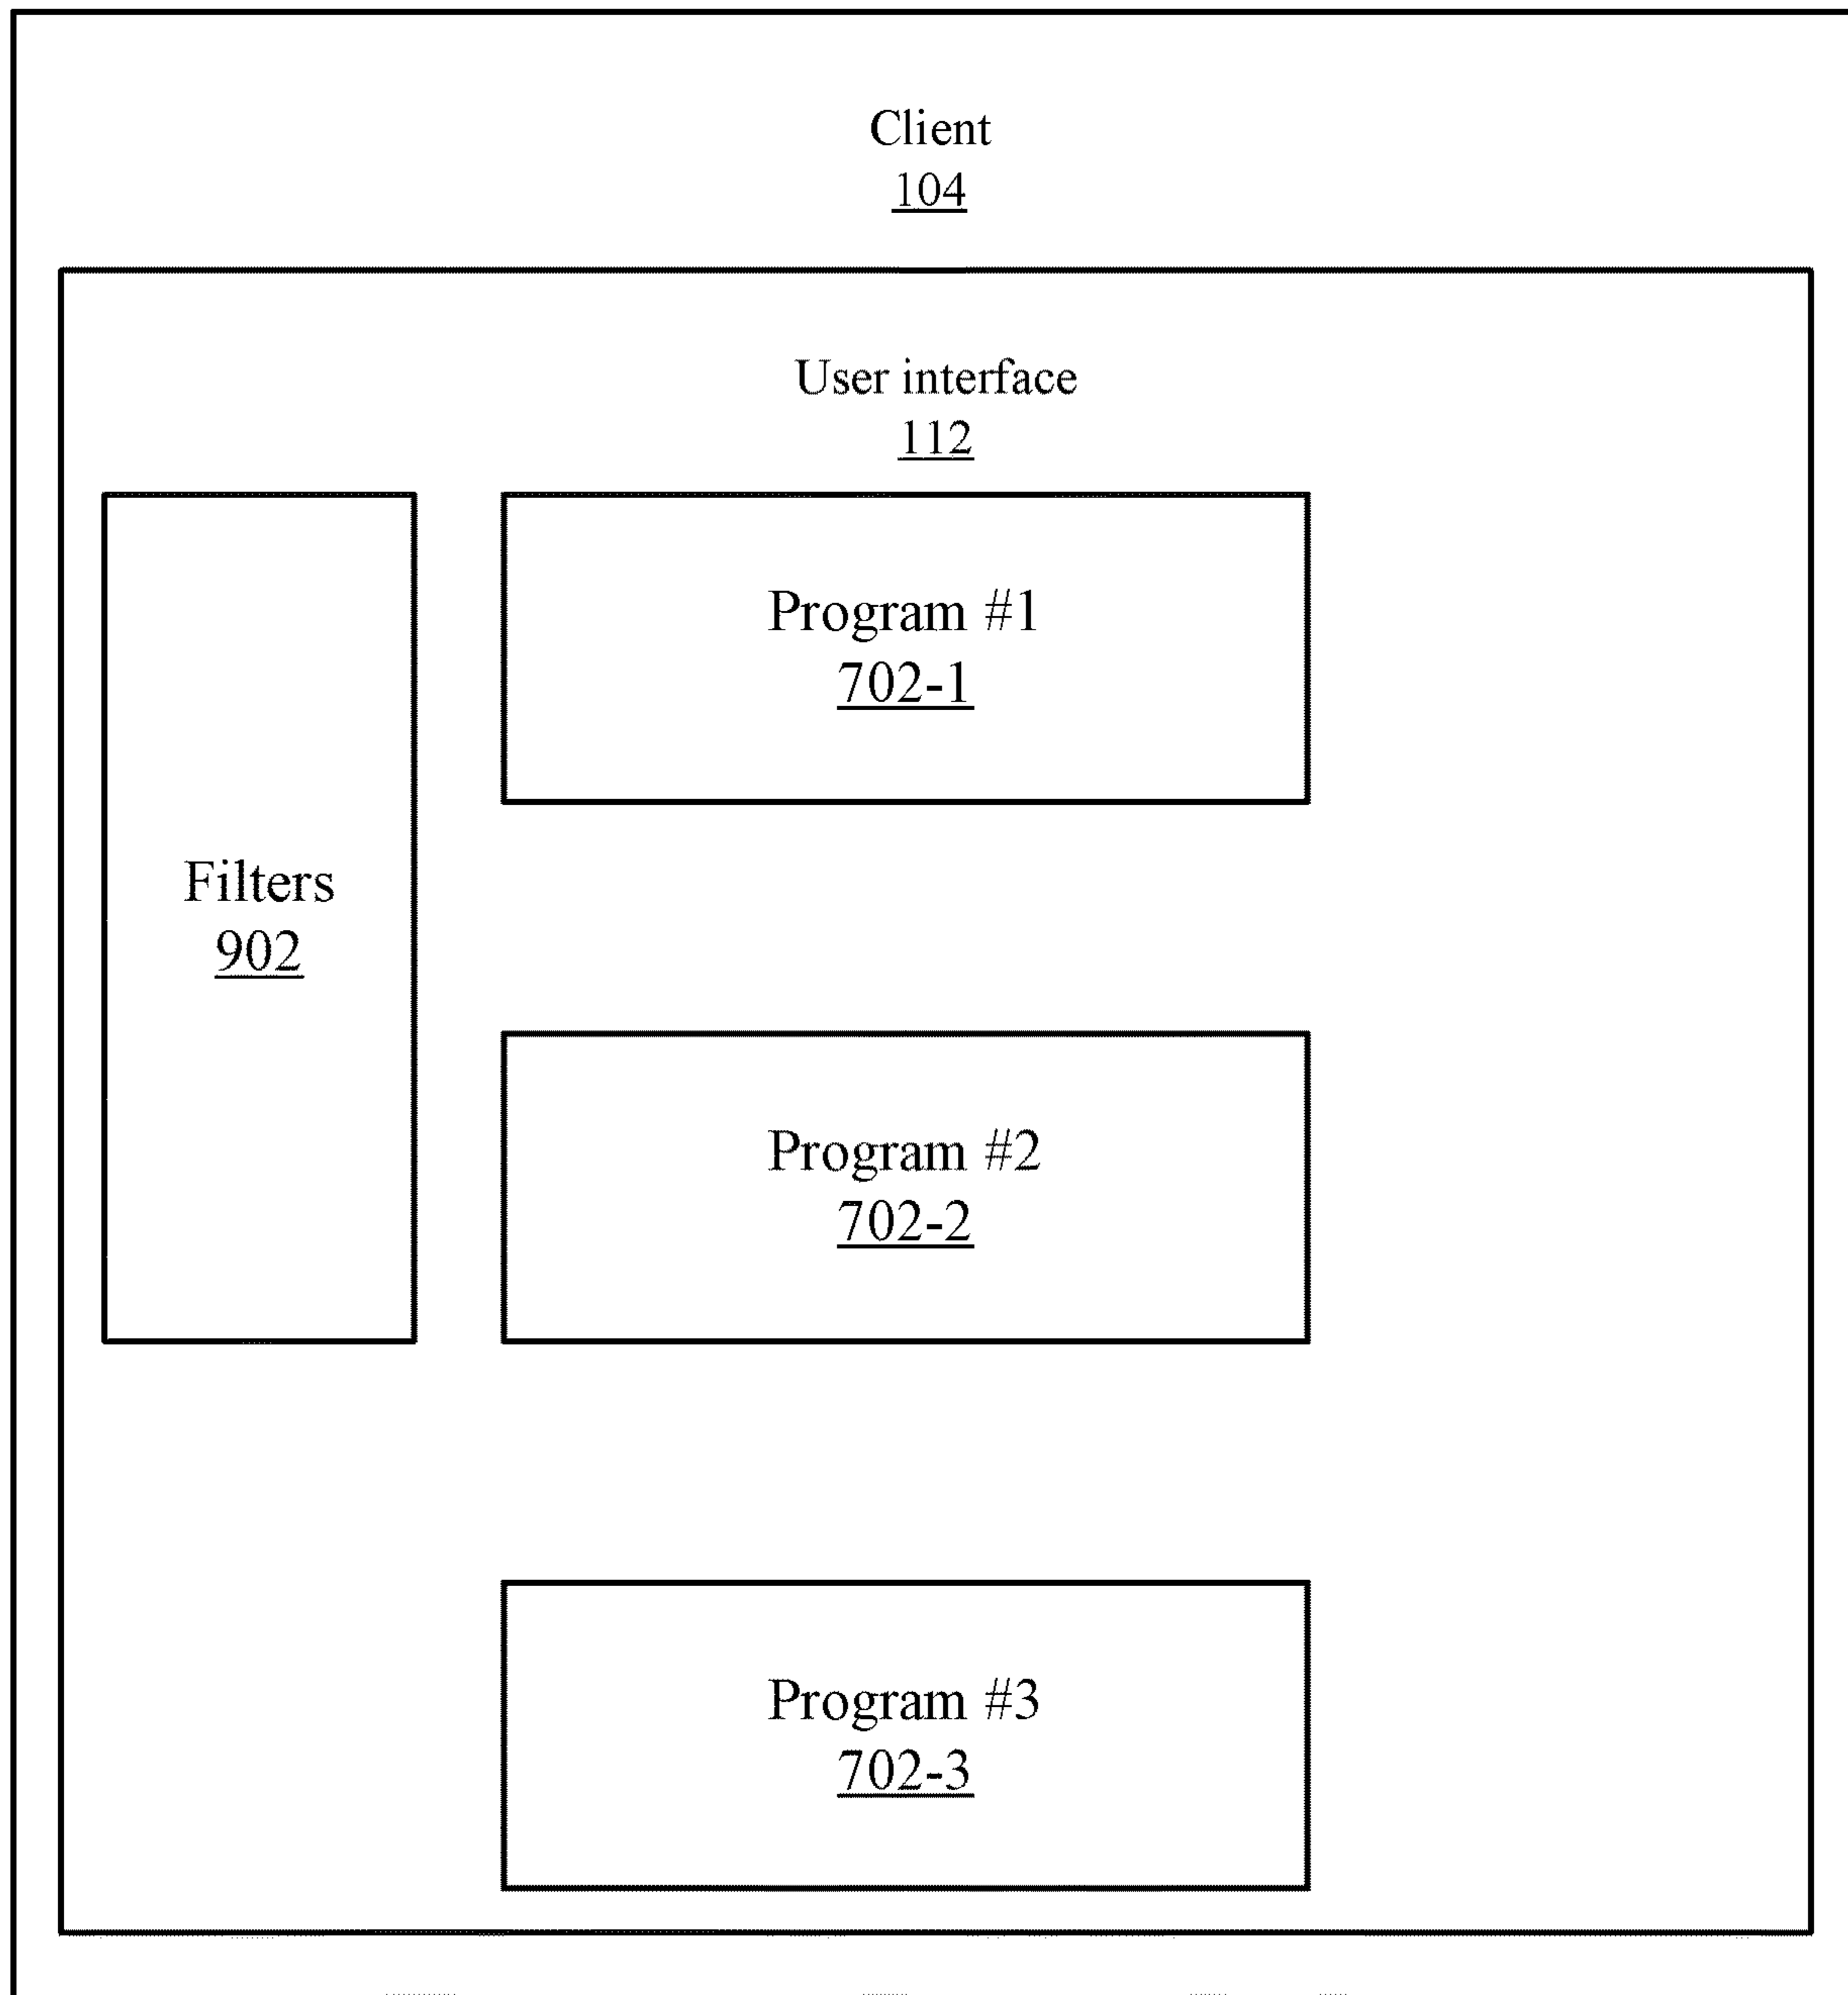 Client
104
User interface
112
Program #1
702-1
Filters
902
Program #2
702-2
Program #3
702-3